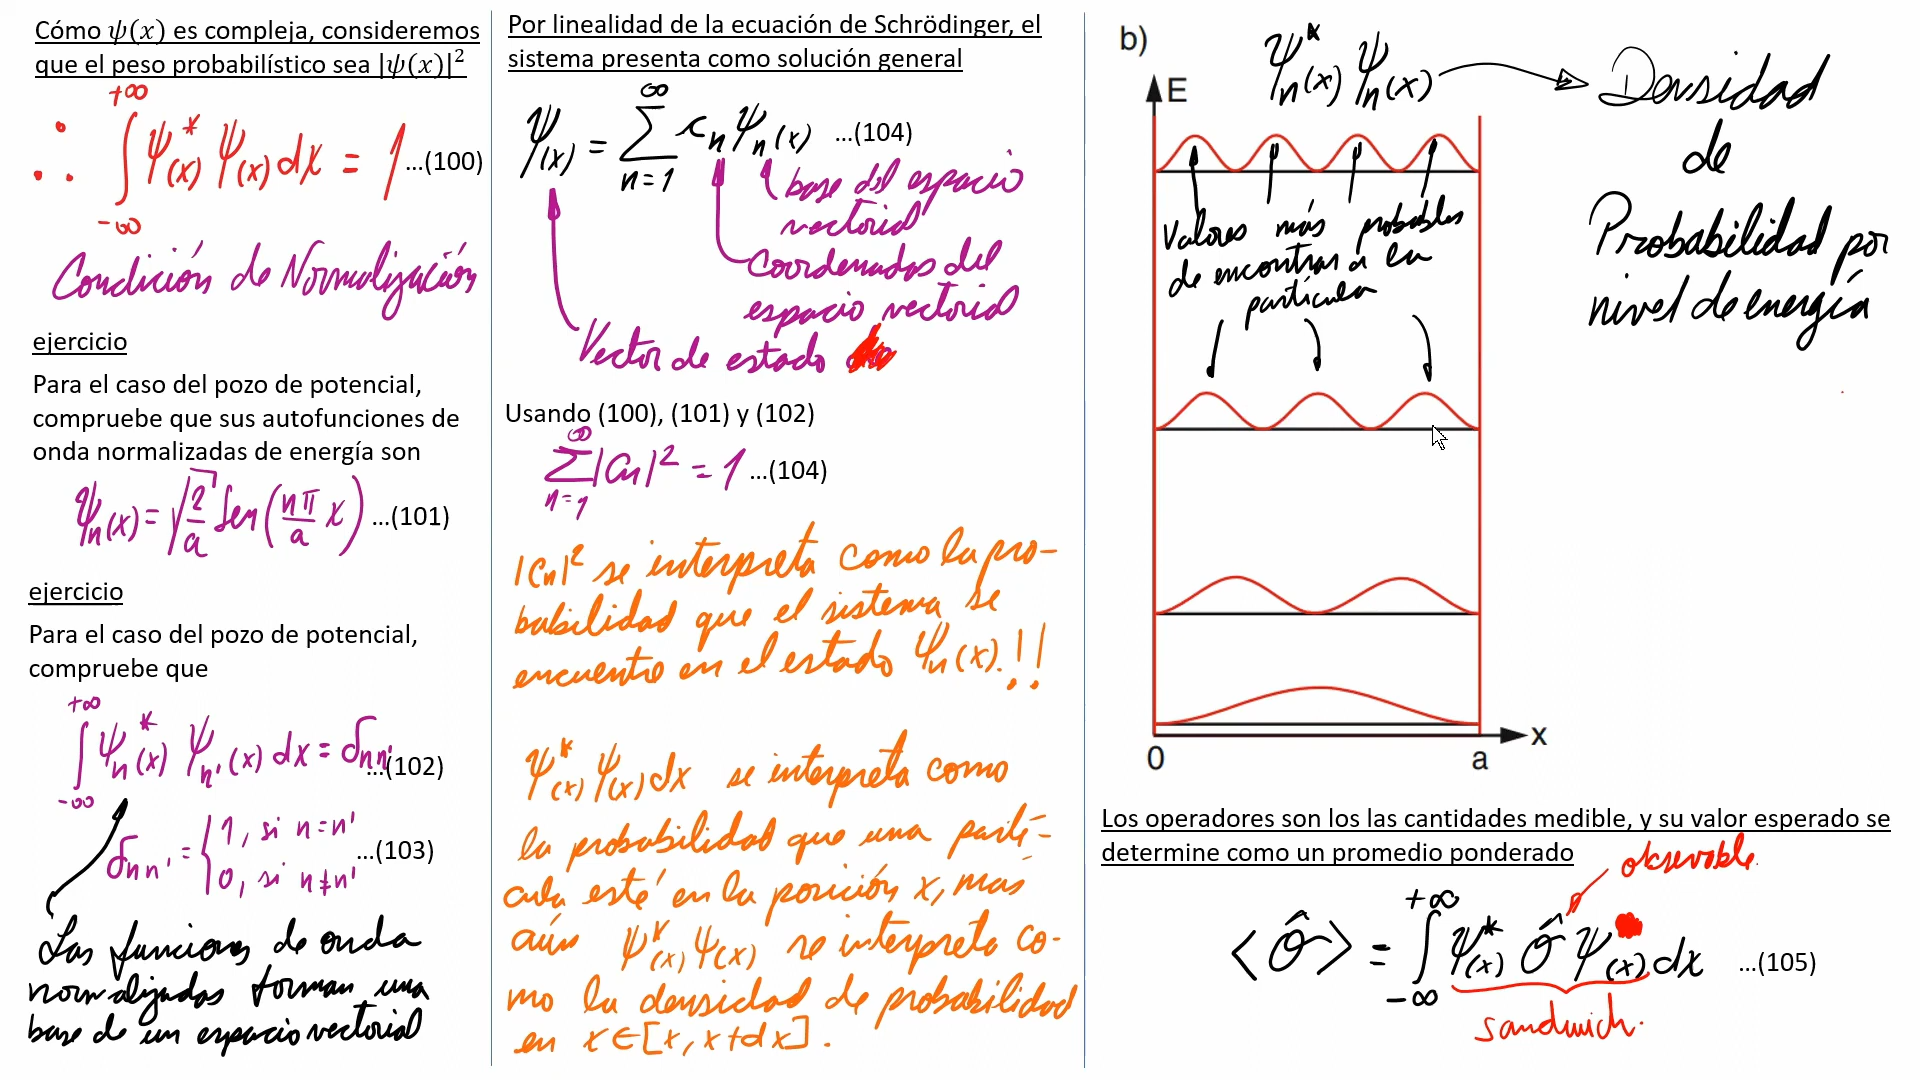 Cómo ψ(x) es compleja, consideremos
que el peso probabilístico sea |ψ(x)|²
∴ ∫_{-∞}^{+∞} ψ*(x) ψ(x) dx = 1 ...(100)
Condición de Normalización
ejercicio
Para el caso del pozo de potencial,
compruebe que sus autofunciones de
onda normalizadas de energía son
ψn(x) = √(2/a) Sen(nπ/a x) ...(101)
ejercicio
Para el caso del pozo de potencial,
compruebe que
∫_{-∞}^{+∞} ψn*(x) ψn'(x) dx = δnn' ...(102)
δnn' = { 1, si n=n'
0, si n≠n' ...(103)
Las funciones de onda
normalizadas forman una
base de un espacio vectorial
Por linealidad de la ecuación de Schrödinger, el
sistema presenta como solución general
ψ(x) = ∑_{n=1}^{∞} cn ψn(x) ...(104)
base del espacio
vectorial
Coordenadas del
espacio vectorial
Vector de estado
Usando (100), (101) y (102)
∑_{n=1}^{∞} |Cn|² = 1 ...(104)
|Cn|² se interpreta como la pro-
babilidad que el sistema se
encuentre en el estado ψn(x).!!
ψ*(x) ψ(x) dx se interpreta como
la probabilidad que una partí-
cula esté en la posición x, mas
aún ψ*(x) ψ(x) se interpreta co-
mo la densidad de probabilidad
en x∈[x, x+dx].
b)
ψn*(x) ψn(x)
Densidad
de
Probabilidad por
nivel de energía
E
Valores más probables
de encontrar a la
partícula
x
0 a
Los operadores son los las cantidades medible, y su valor esperado se
determine como un promedio ponderado
observable
<Ô> = ∫_{-∞}^{+∞} ψ*(x) Ô ψ(x) dx ...(105)
sandwich.